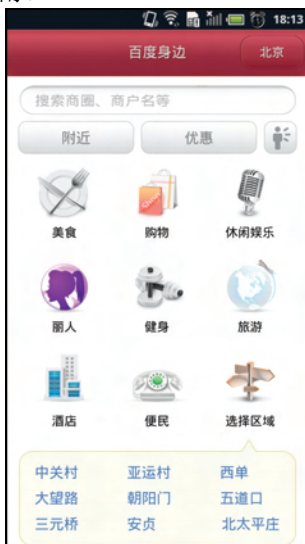 18:13
百度身边 北京
搜索商圈、商户名等
附近 优惠
美食 购物 休闲娱乐
丽人 健身 旅游
酒店 便民 选择区域
中关村 亚运村 西单
大望路 朝阳门 五道口
三元桥 安贞 北太平庄